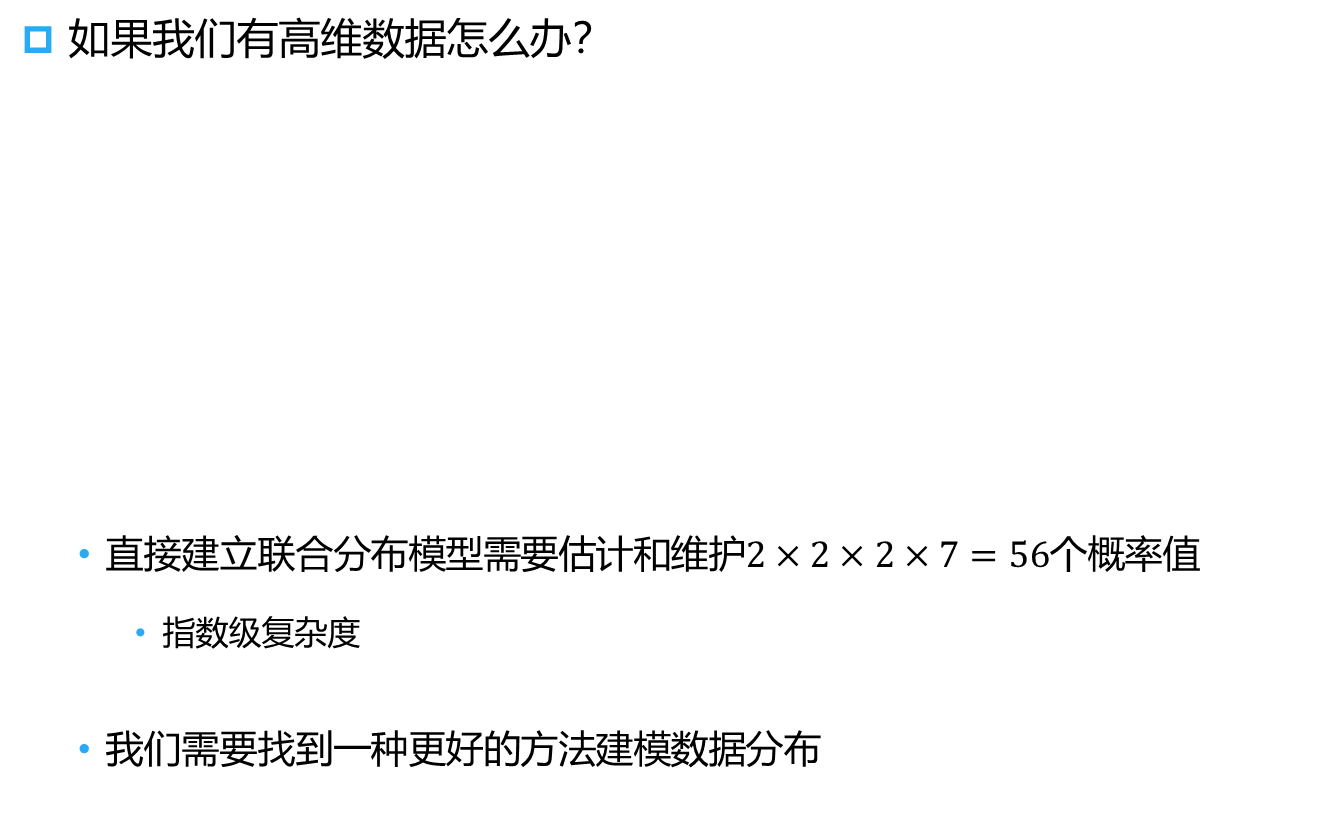 如果我们有高维数据怎么办？
直接建立联合分布模型需要估计和维护2 × 2 × 2 × 7 = 56个概率值
指数级复杂度
我们需要找到一种更好的方法建模数据分布